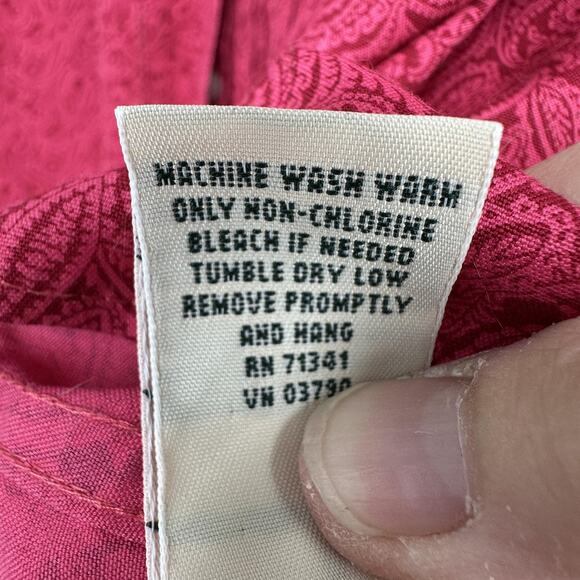 MACHINE WASH WARM
ONLY NON-CHLORINE
BLEACH IF NEEDED
TUMBLE DRY LOW
REMOVE PROMPTLY
AND HANG
RN 71341
VN 03790